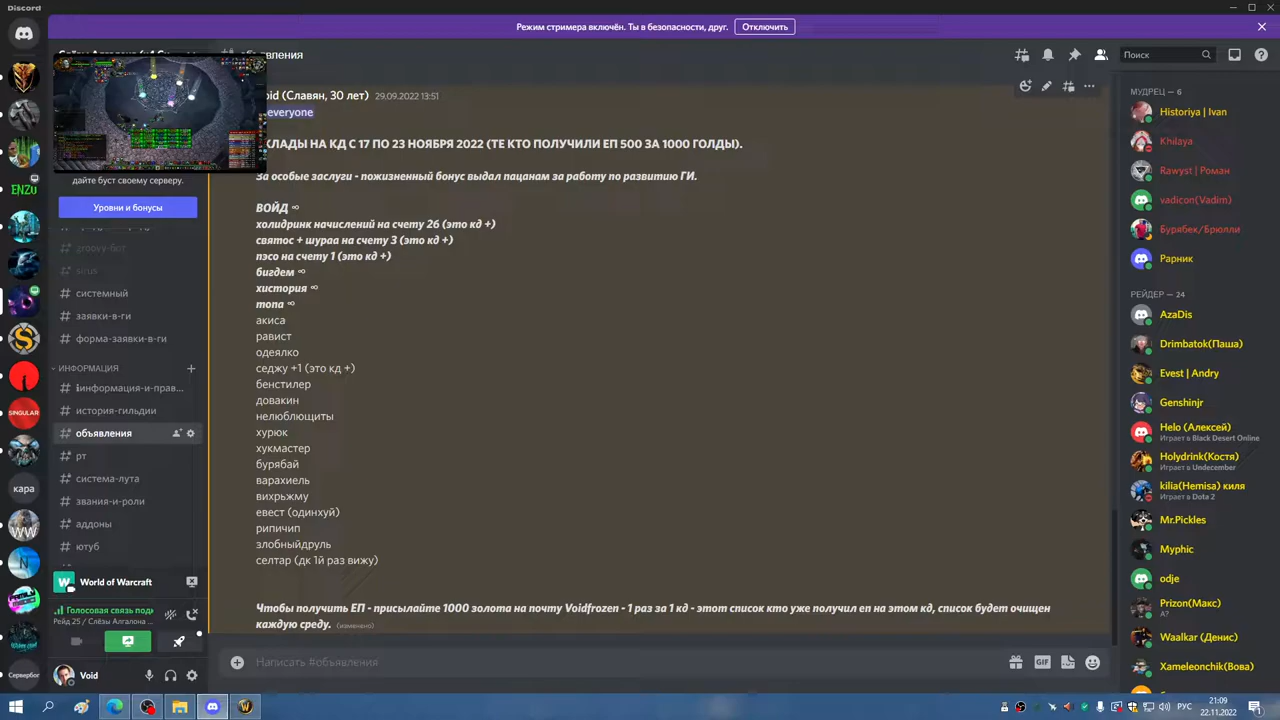 Discord
Режим стримера включён. Ты в безопасности, друг.
Отключить
объявления
Поиск
дайте буст своему серверу.
Уровни и бонусы
groovy-бот
sirus
системный
заявки-в-ги
форма-заявки-в-ги
ИНФОРМАЦИЯ
информация-и-прав...
история-гильдии
объявления
рт
система-лута
звания-и-роли
аддоны
ютуб
World of Warcraft
Голосовая связь подк
Рейд 25 / Слёзы Алгалона ...
Void
ENZU
SINGULAR
кара
WW
Сервербог
oid (Славян, 30 лет) 29.09.2022 13:51
everyone
КЛАДЫ НА КД С 17 ПО 23 НОЯБРЯ 2022 (ТЕ КТО ПОЛУЧИЛИ ЕП 500 ЗА 1000 ГОЛДЫ).
За особые заслуги - пожизненный бонус выдал пацанам за работу по развитию ГИ.
ВОЙД ∞
холидринк начислений на счету 26 (это кд +)
святос + шураа на счету 3 (это кд +)
пэсо на счету 1 (это кд +)
бигдем ∞
хистория ∞
топа ∞
акиса
равист
одеялко
седжу +1 (это кд +)
бенстилер
довакин
нелюблющиты
хурюк
хукмастер
бурябай
варахиель
вихрьжму
евест (одинхуй)
рипичип
злобныйдруль
селтар (дк 1й раз вижу)
Чтобы получить ЕП - присылайте 1000 золота на почту Voidfrozen - 1 раз за 1 кд - этот список кто уже получил еп на этом кд, список будет очищен
каждую среду. (изменено)
Написать #объявления
GIF
МУДРЕЦ — 6
Historiya | Ivan
Khilaya
Rawyst | Роман
vadicon(Vadim)
Бурябек/Брюлли
Рарник
РЕЙДЕР — 24
AzaDis
Drimbatok(Паша)
Evest | Andry
Genshinjr
Helo (Алексей)
Играет в Black Desert Online
Holydrink(Костя)
Играет в Undecember
kilia(Hemisa) киля
Играет в Dota 2
Mr.Pickles
Myphic
odje
Prizon(Макс)
А?
Waalkar (Денис)
Xameleonchik(Вова)
РУС
21:09
22.11.2022